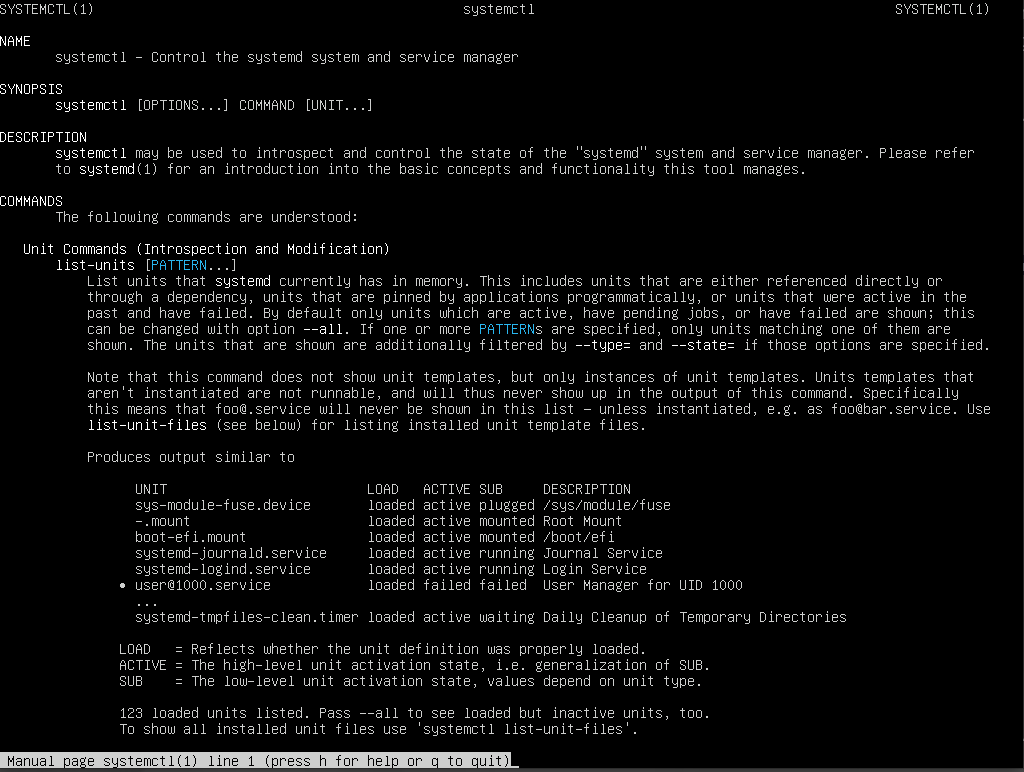 SYSTEMCTL(1)                                              systemctl                                             SYSTEMCTL(1)
NAME
       systemctl - Control the systemd system and service manager
SYNOPSIS
       systemctl [OPTIONS...] COMMAND [UNIT...]
DESCRIPTION
       systemctl may be used to introspect and control the state of the "systemd" system and service manager. Please refer
       to systemd(1) for an introduction into the basic concepts and functionality this tool manages.
COMMANDS
       The following commands are understood:
   Unit Commands (Introspection and Modification)
       list-units [PATTERN...]
           List units that systemd currently has in memory. This includes units that are either referenced directly or
           through a dependency, units that are pinned by applications programmatically, or units that were active in the
           past and have failed. By default only units which are active, have pending jobs, or have failed are shown; this
           can be changed with option --all. If one or more PATTERNs are specified, only units matching one of them are
           shown. The units that are shown are additionally filtered by --type= and --state= if those options are specified.
           Note that this command does not show unit templates, but only instances of unit templates. Units templates that
           aren't instantiated are not runnable, and will thus never show up in the output of this command. Specifically
           this means that foo@.service will never be shown in this list - unless instantiated, e.g. as foo@bar.service. Use
           list-unit-files (see below) for listing installed unit template files.
           Produces output similar to
                 UNIT                         LOAD   ACTIVE SUB     DESCRIPTION
                 sys-module-fuse.device       loaded active plugged /sys/module/fuse
                 -.mount                      loaded active mounted Root Mount
                 boot-efi.mount               loaded active mounted /boot/efi
                 systemd-journald.service     loaded active running Journal Service
                 systemd-logind.service       loaded active running Login Service
               • user@1000.service            loaded failed failed  User Manager for UID 1000
                 ...
                 systemd-tmpfiles-clean.timer loaded active waiting Daily Cleanup of Temporary Directories
               LOAD   = Reflects whether the unit definition was properly loaded.
               ACTIVE = The high-level unit activation state, i.e. generalization of SUB.
               SUB    = The low-level unit activation state, values depend on unit type.
               123 loaded units listed. Pass --all to see loaded but inactive units, too.
               To show all installed unit files use 'systemctl list-unit-files'.
 Manual page systemctl(1) line 1 (press h for help or q to quit)